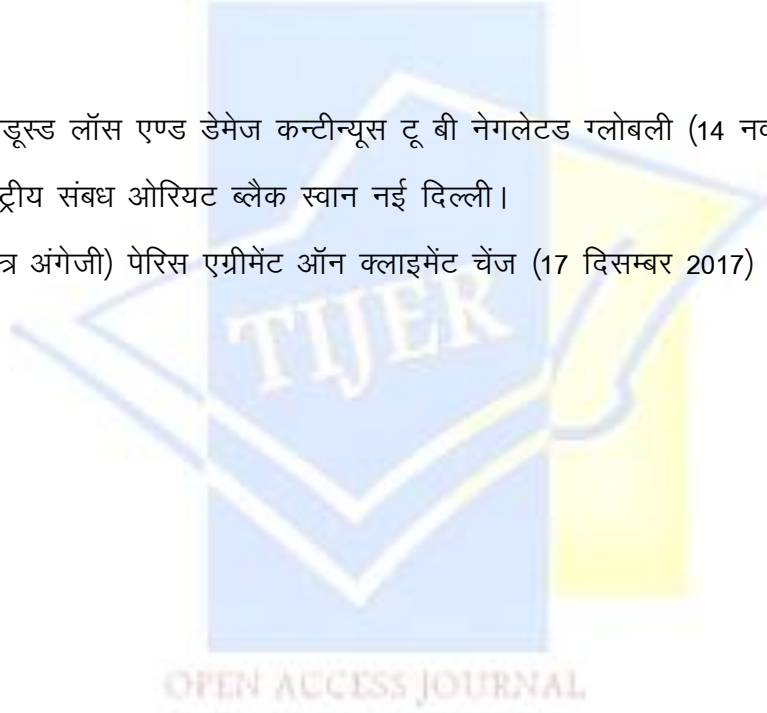 डूस्ड लॉस एण्ड डेमेज कन्टीन्यूस टू बी नेगलेटड ग्लोबली (14
ट्रीय संबध ओरियट ब्लैक स्वान नई दिल्ली।
त्र अंगेजी) पेरिस एग्रीमेंट ऑन क्लाइमेंट चेंज (17 दिसम्बर 2017)
TIJER
OPEN ACCESS JOURNAL